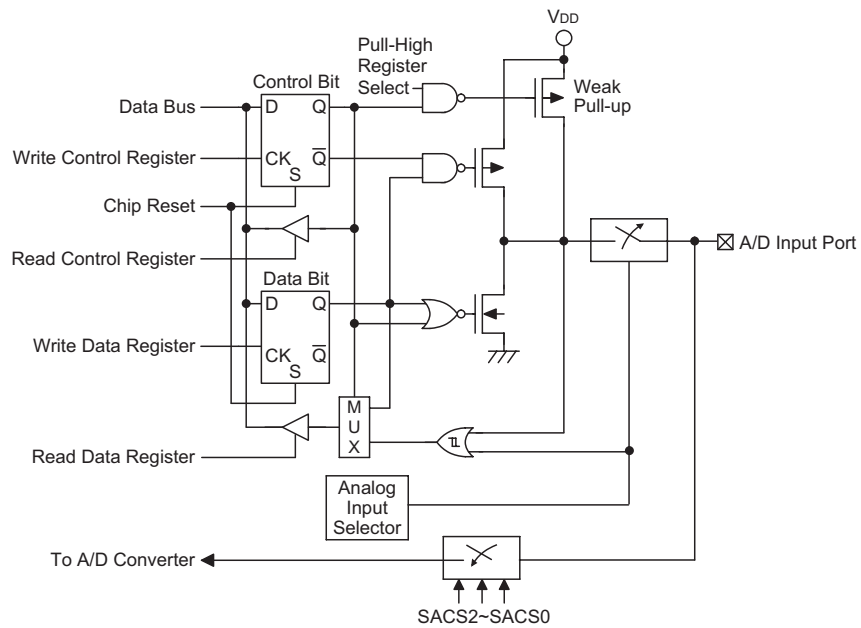 VDD
Pull-High
Register
Select
Control Bit
Weak
Pull-up
Data Bus
D
Q
Write Control Register
CK
Q̅
S
Chip Reset
A/D Input Port
Read Control Register
Data Bit
D
Q
Write Data Register
CK
Q̅
S
M
U
X
Read Data Register
Analog
Input
Selector
To A/D Converter
SACS2~SACS0